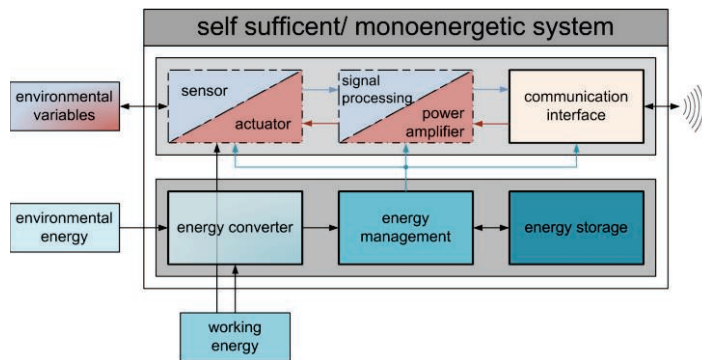 self sufficent/ monoenergetic system
environmental
variables
sensor
actuator
signal
processing
power
amplifier
communication
interface
environmental
energy
energy converter
energy
management
energy storage
working
energy